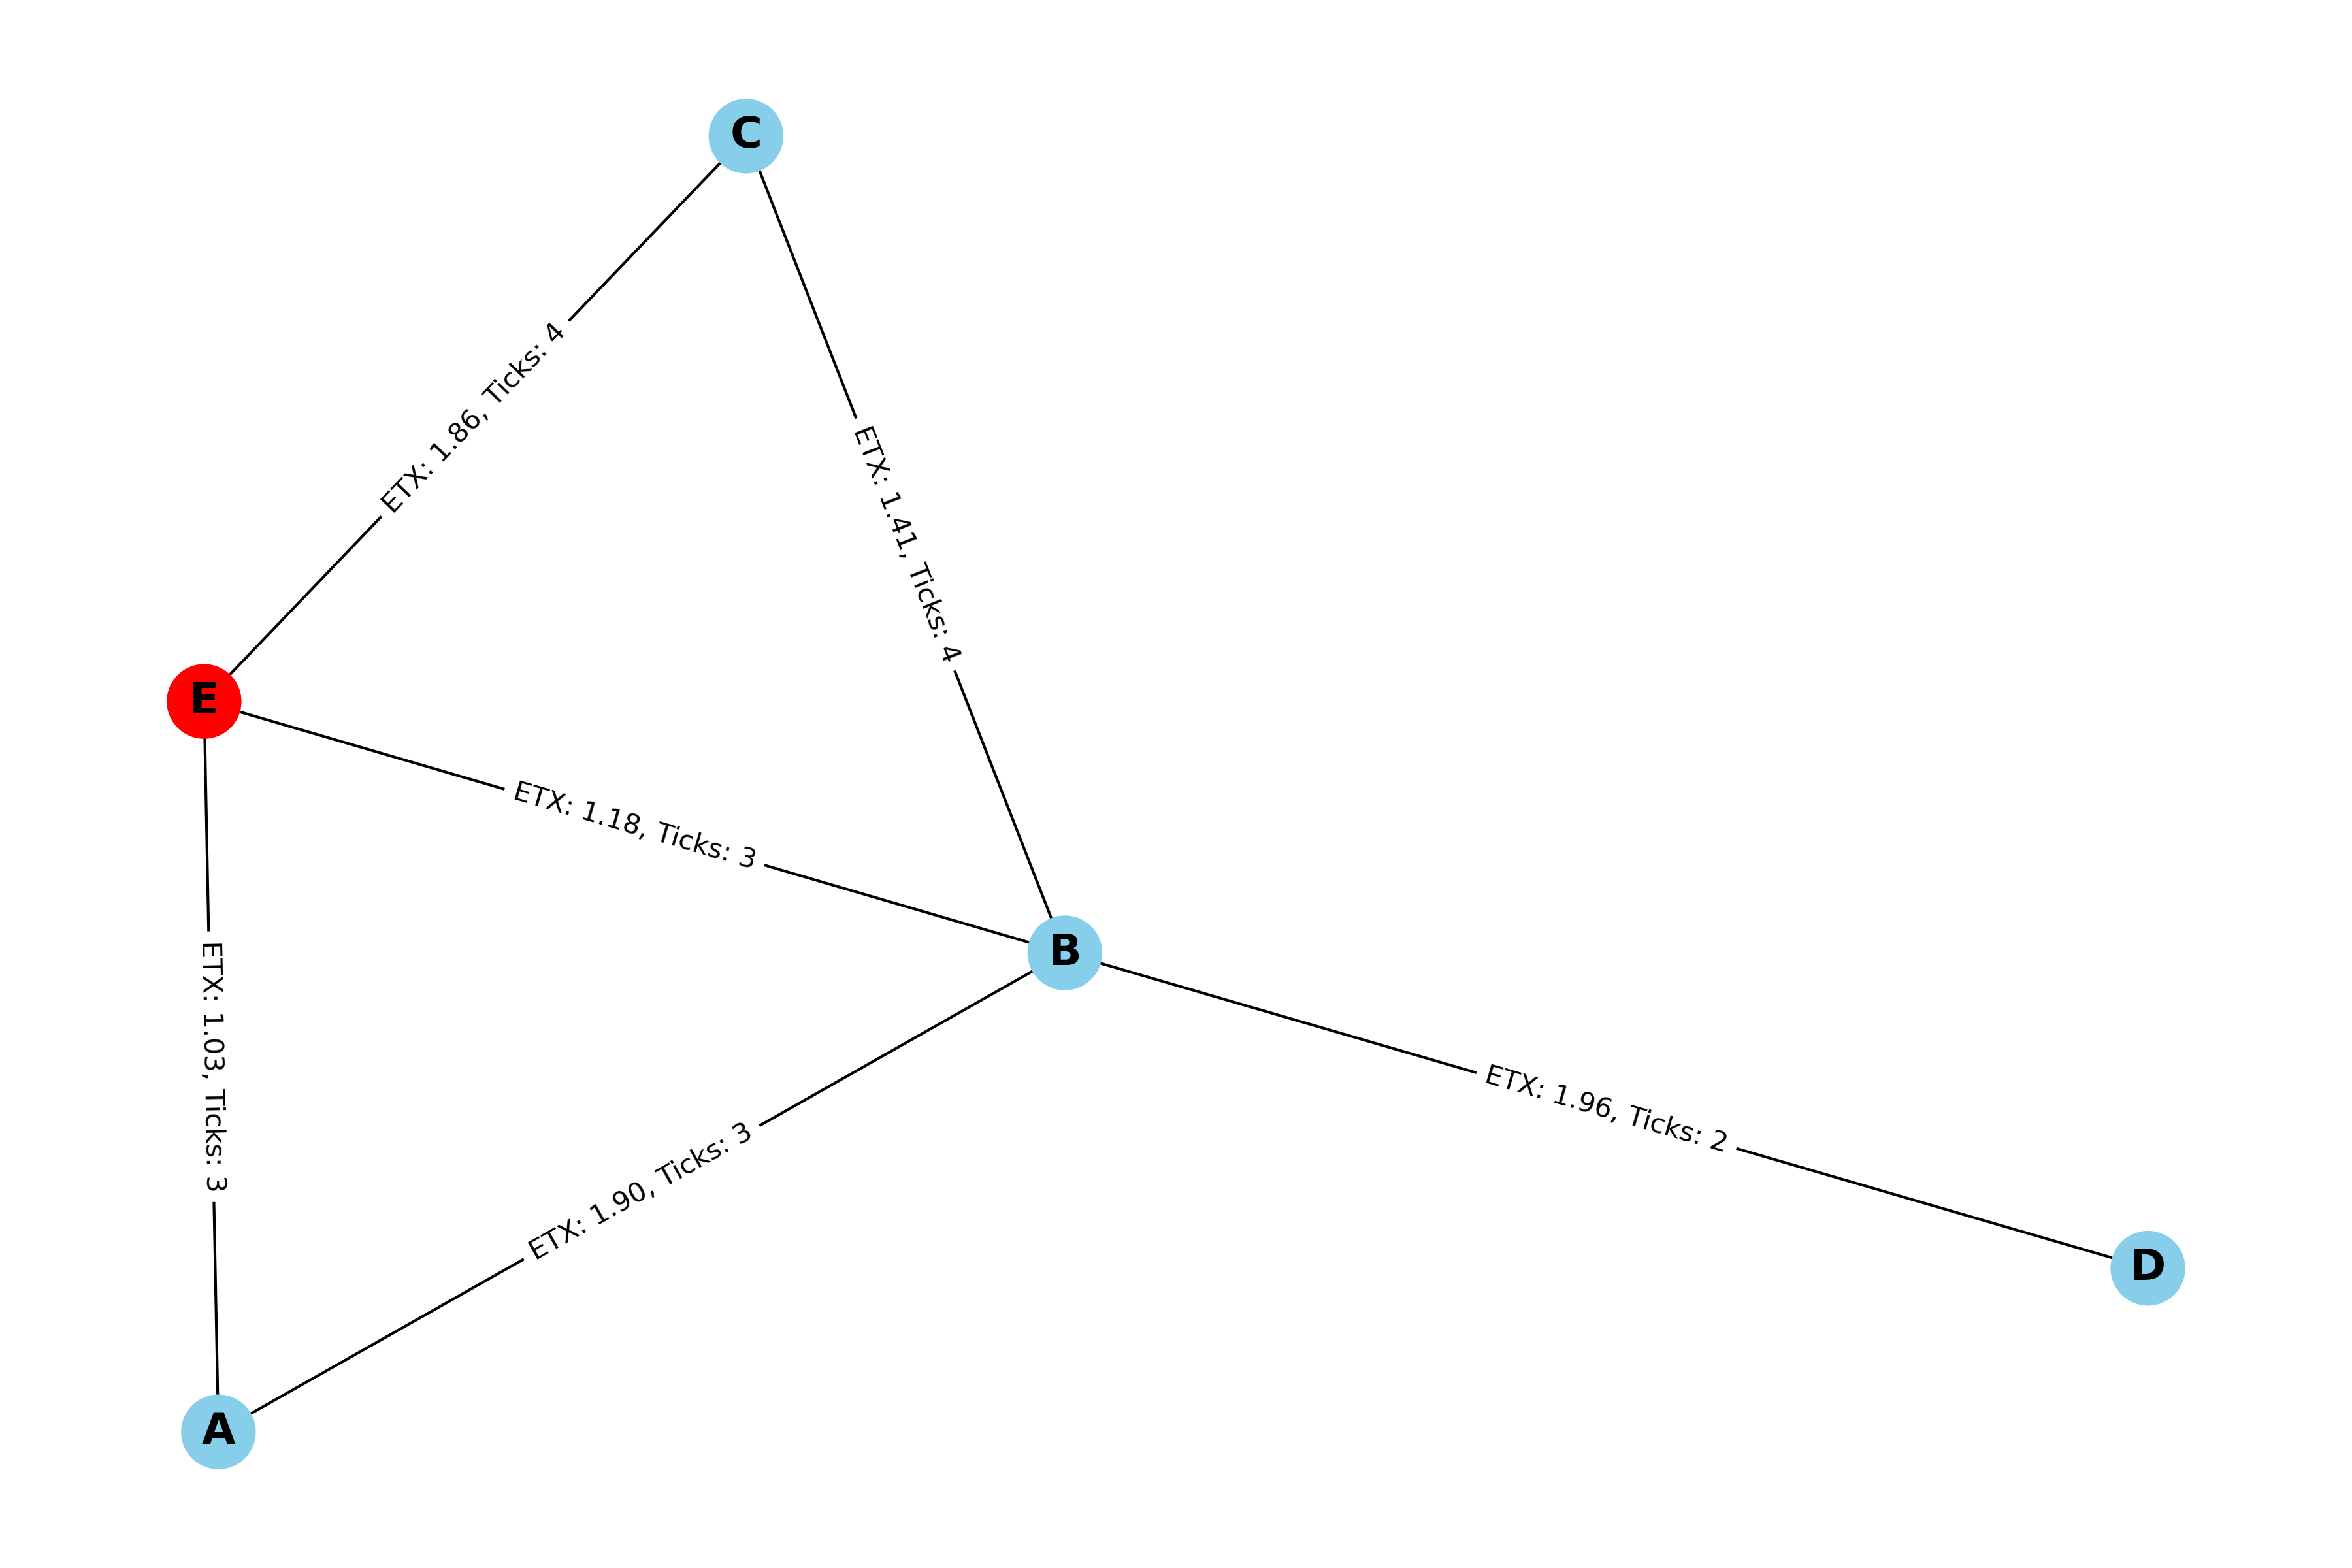 C
ETX: 1.86, Ticks: 4
ETX: 1.41, Ticks: 4
E
ETX: 1.18, Ticks: 3
B
ETX: 1.03, Ticks: 3
ETX: 1.96, Ticks: 2
ETX: 1.90, Ticks: 3
D
A